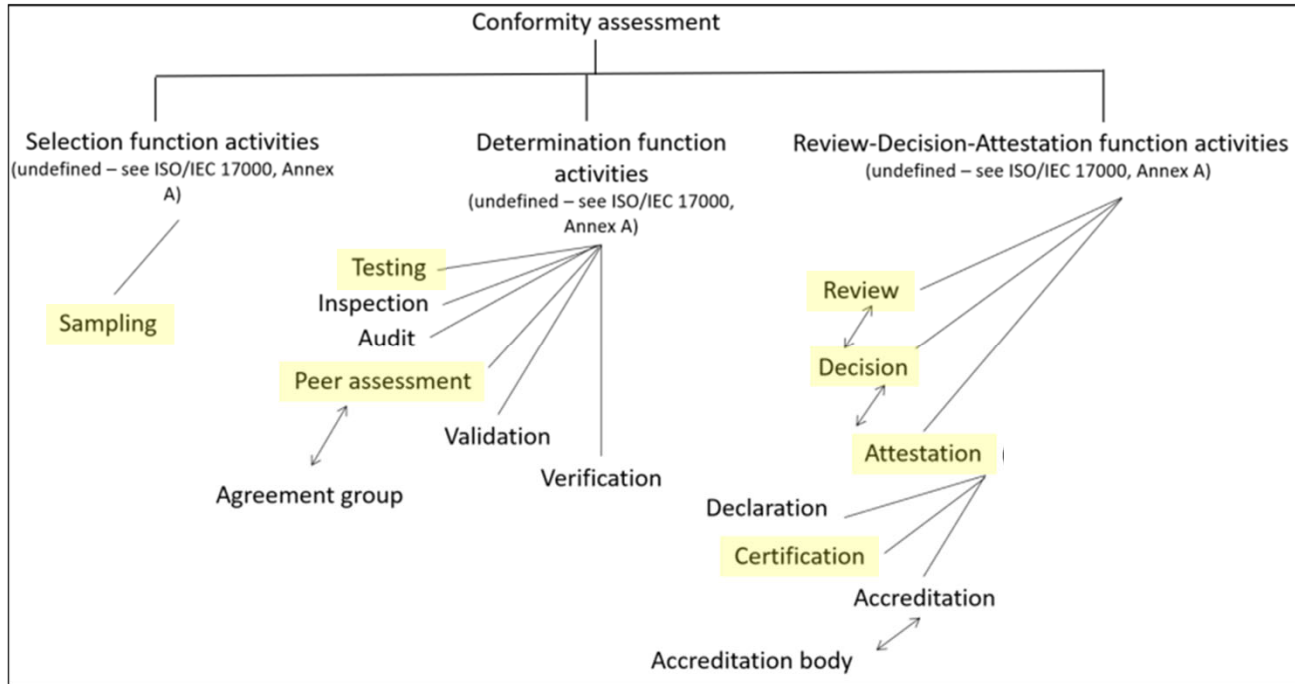 Conformity assessment
Selection function activities
(undefined – see ISO/IEC 17000, Annex
A)
Determination function
activities
(undefined – see ISO/IEC 17000,
Annex A)
Review-Decision-Attestation function activities
(undefined – see ISO/IEC 17000, Annex A)
Sampling
Testing
Inspection
Audit
Peer assessment
Agreement group
Validation
Verification
Review
Decision
Attestation
Declaration
Certification
Accreditation
Accreditation body